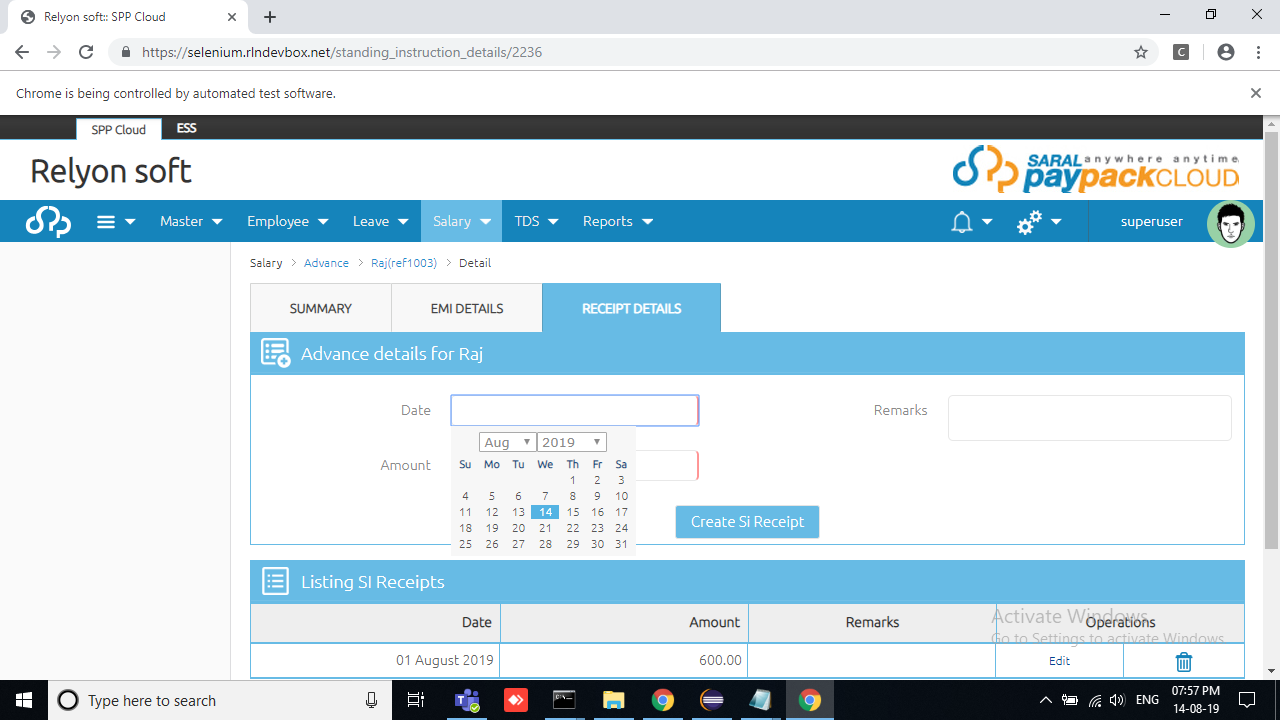 Relyon soft:: SPP Cloud
https://selenium.rlndevbox.net/standing_instruction_details/2236
C
Chrome is being controlled by automated test software.
SPP Cloud ESS
Relyon soft
SARAL anywhere anytime
paypackCLOUD
Master Employee Leave Salary TDS Reports superuser
Salary > Advance > Raj(ref1003) > Detail
SUMMARY EMI DETAILS RECEIPT DETAILS
Advance details for Raj
Date Remarks
Aug 2019
Amount
Su Mo Tu We Th Fr Sa
1 2 3
4 5 6 7 8 9 10
11 12 13 14 15 16 17
18 19 20 21 22 23 24
25 26 27 28 29 30 31
Create Si Receipt
Listing SI Receipts
Date Amount Remarks Operations
Activate Windows
Go to Settings to activate Windows.
01 August 2019 600.00 Edit
Type here to search
ENG
07:57 PM
14-08-19